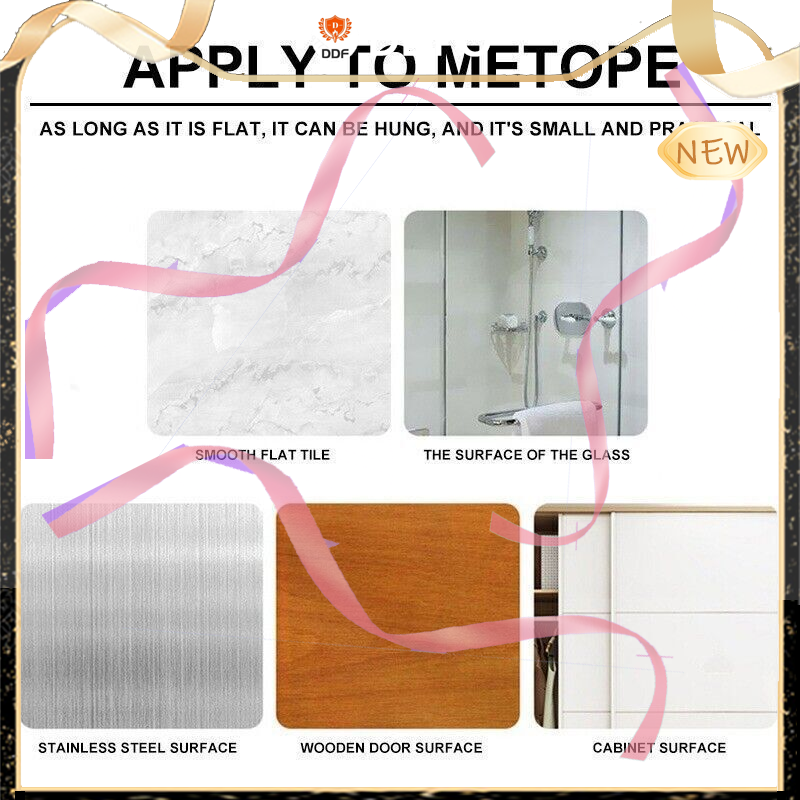 DDF
APPLY TO METOPE
AS LONG AS IT IS FLAT, IT CAN BE HUNG, AND IT'S SMALL AND
NEW
SMOOTH FLAT TILE
THE SURFACE OF THE GLASS
STAINLESS STEEL SURFACE
WOODEN DOOR SURFACE
CABINET SURFACE